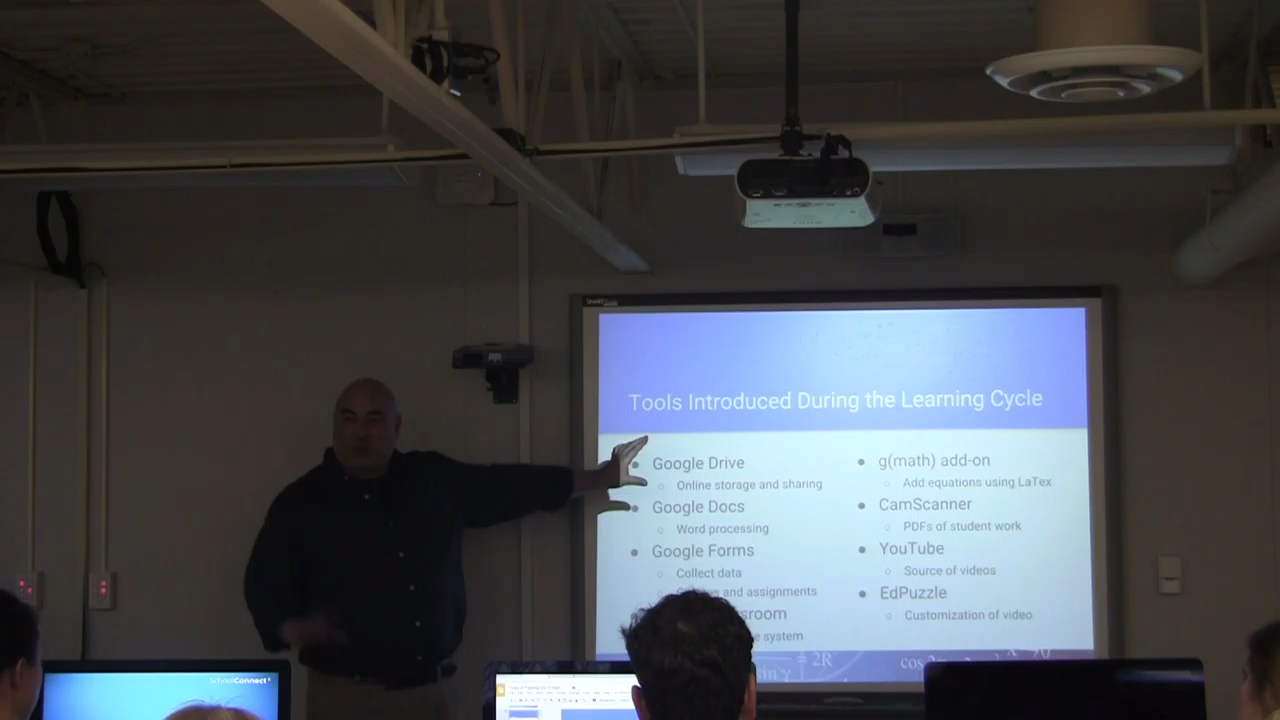 Tools Introduced During the Learning Cycle
Google Drive
Online storage and sharing
Google Docs
Word processing
Google Forms
Collect data
and assignments
system
g(math) add-on
Add equations using LaTex
CamScanner
PDFs of student work
YouTube
Source of videos
EdPuzzle
Customization of video
= 2R
SchoolConnect